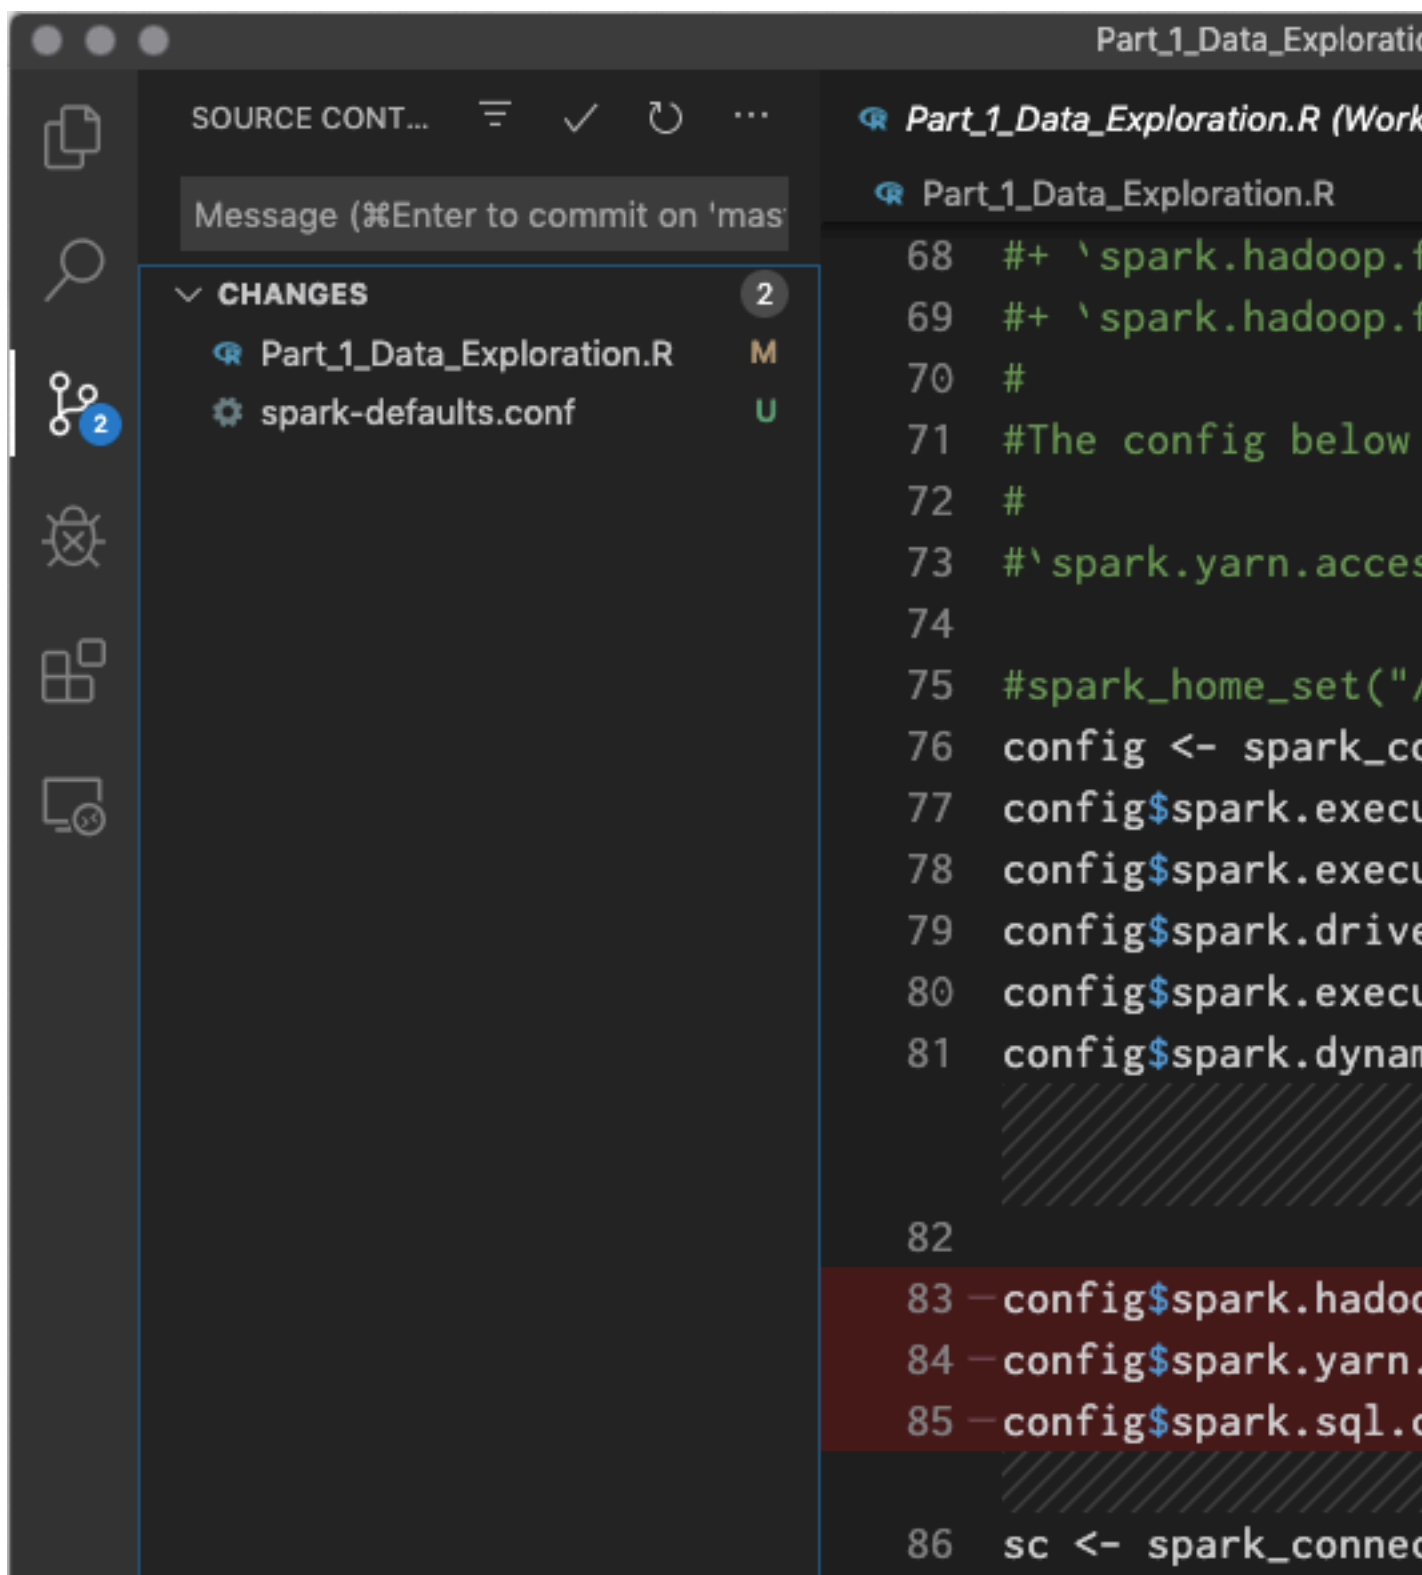 Part_1_Data_Exploratio
SOURCE CONT...
Message (⌘Enter to commit on 'mas
CHANGES 2
Part_1_Data_Exploration.R M
spark-defaults.conf U
2
Part_1_Data_Exploration.R (Work
Part_1_Data_Exploration.R
68 #+ `spark.hadoop.f
69 #+ `spark.hadoop.f
70 #
71 #The config below
72 #
73 #`spark.yarn.acces
74
75 #spark_home_set("/
76 config <- spark_co
77 config$spark.execu
78 config$spark.execu
79 config$spark.drive
80 config$spark.execu
81 config$spark.dynam
82
83 —config$spark.hadoo
84 —config$spark.yarn.
85 —config$spark.sql.c
86 sc <- spark_connec